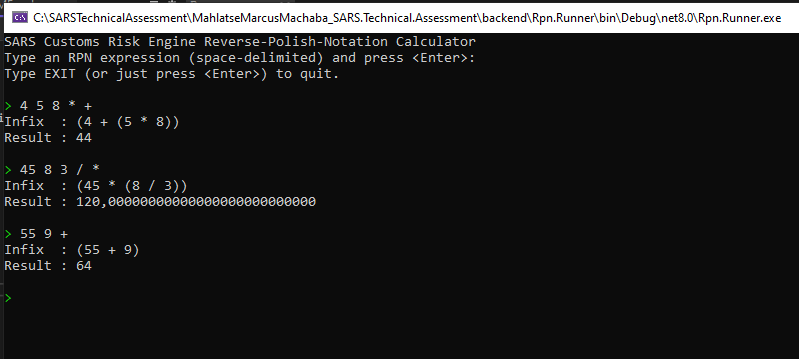 C:\SARSTechnicalAssessment\MahlatseMarcusMachaba_SARS.Technical.Assessment\backend\Rpn.Runner\bin\Debug\net8.0\Rpn.Runner.exe
SARS Customs Risk Engine Reverse-Polish-Notation Calculator
Type an RPN expression (space-delimited) and press <Enter>:
Type EXIT (or just press <Enter>) to quit.
> 4 5 8 * +
Infix  : (4 + (5 * 8))
Result : 44
> 45 8 3 / *
Infix  : (45 * (8 / 3))
Result : 120,00000000000000000000000000
> 55 9 +
Infix  : (55 + 9)
Result : 64
>